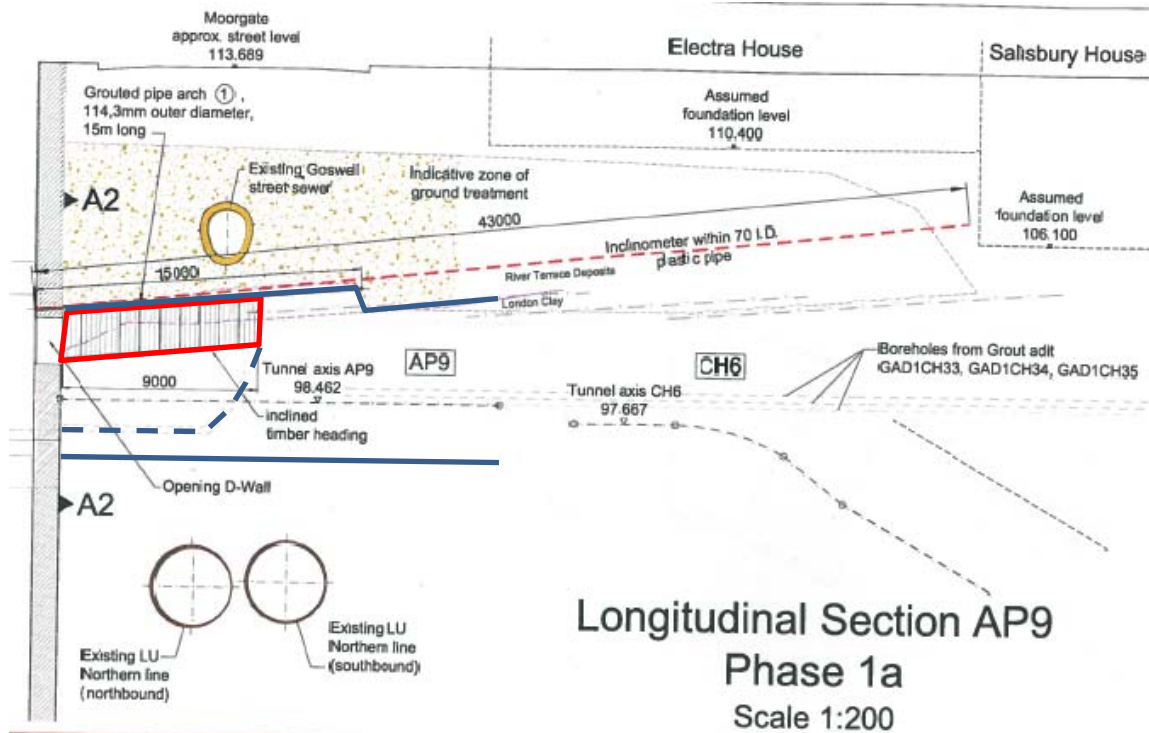 Moorgate
approx. street level
113.689
Electra House
Salisbury House
Grouted pipe arch ① ,
114,3mm outer diameter,
15m long
Assumed
foundation level
110.400
Existing Goswell
street sewer
Indicative zone of
ground treatment
A2
Assumed
foundation level
106.100
43000
Inclinometer within 70 I.D.
plastic pipe
15000
River Terrace Deposits
London Clay
AP9
CH6
Boreholes from Grout adit
GAD1CH33, GAD1CH34, GAD1CH35
9000
Tunnel axis AP9
98.462
Tunnel axis CH6
97.667
inclined
timber heading
Opening D-Wall
A2
Existing LU
Northern line
(northbound)
Existing LU
Northern line
(southbound)
Longitudinal Section AP9
Phase 1a
Scale 1:200